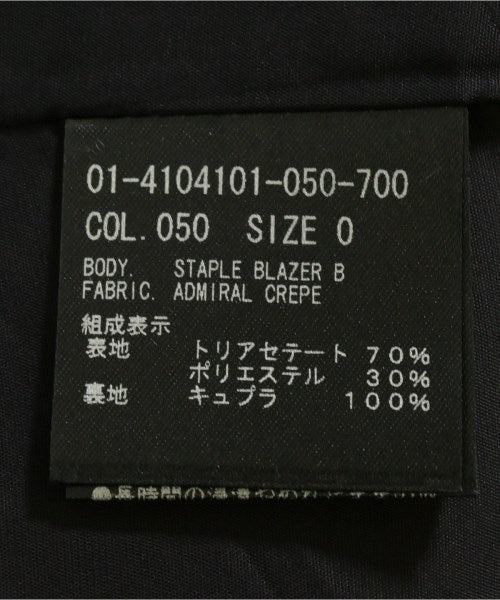 01-4104101-050-700
COL.050 SIZE 0
BODY. STAPLE BLAZER B
FABRIC. ADMIRAL CREPE
組成表示
表地 トリアセテート 70%
ポリエステル 30%
裏地 キュプラ 100%